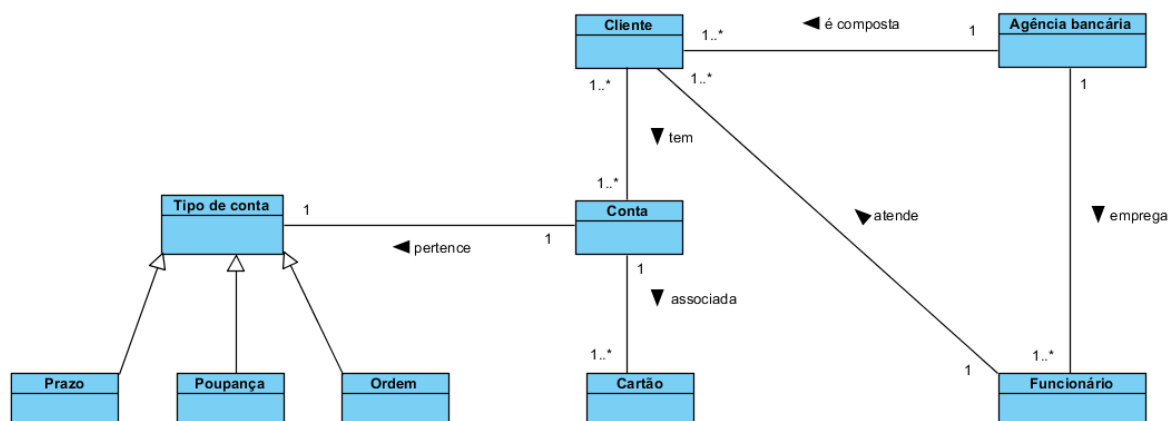 Cliente
◄ é composta
1
Agência bancária
1..*
1..*
1..*
1
▼ tem
1..*
Tipo de conta
1
Conta
atende
▼ emprega
1
◄ pertence
1
▼ associada
1..*
1..*
1
Prazo
Poupança
Ordem
Cartão
Funcionário